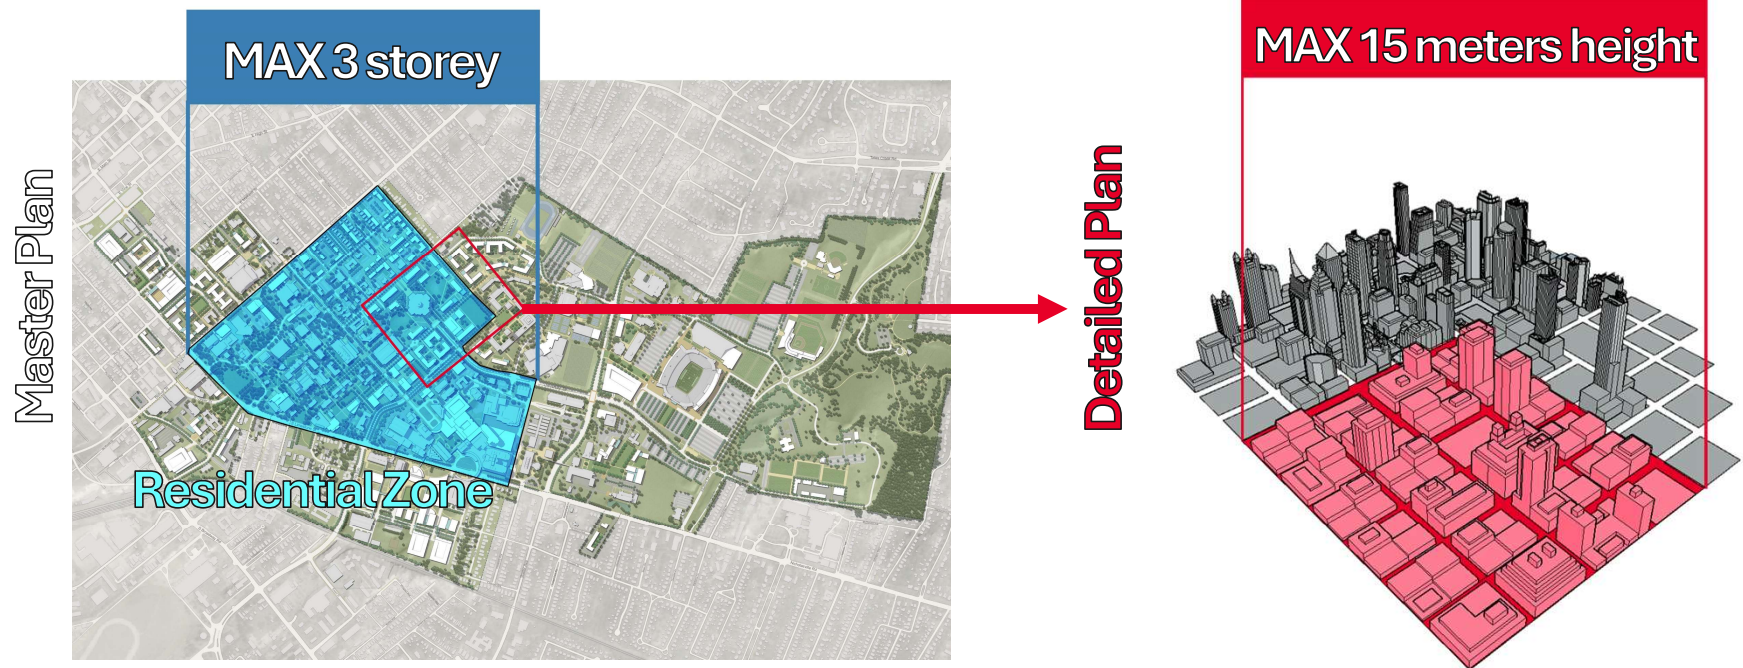 MAX 3 storey
MAX 15 meters height
Master Plan
Detailed Plan
Residential Zone